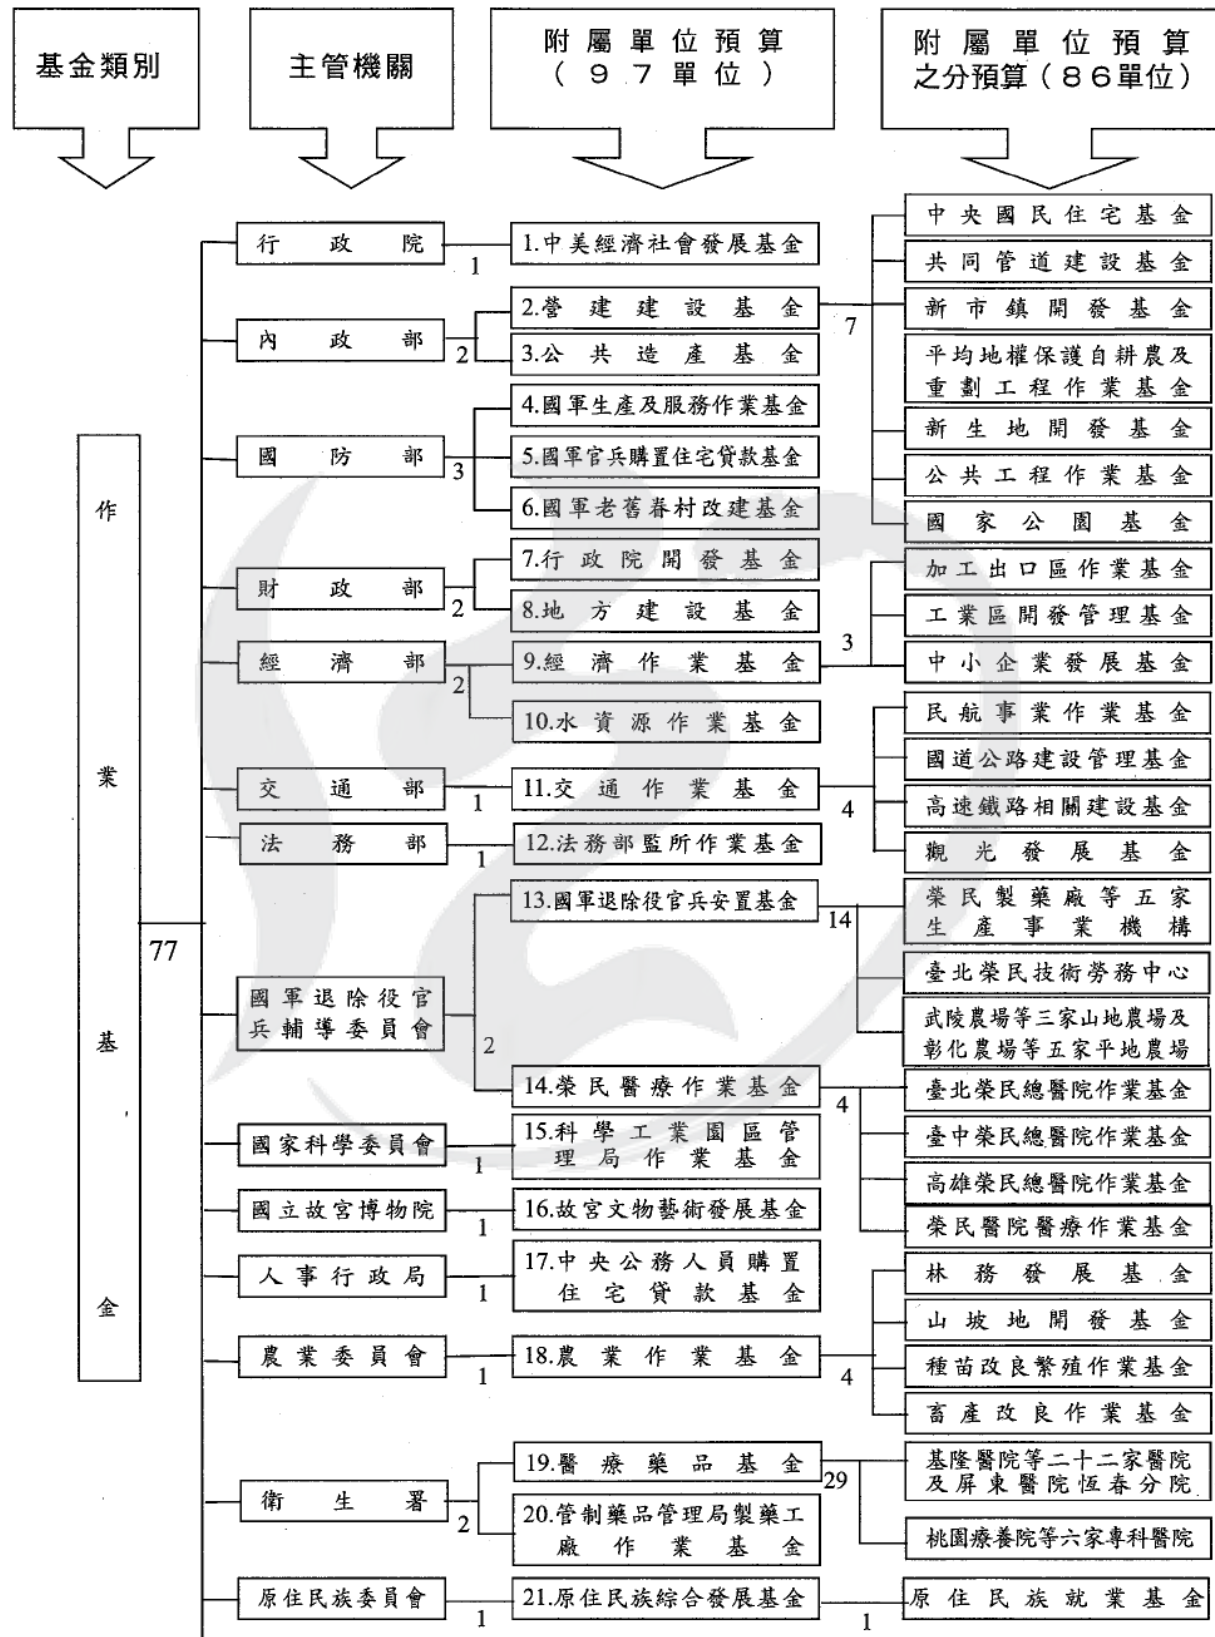 基金類別
主管機關
附屬單位預算
（97單位）
附屬單位預算
之分預算（86單位）
作業基金
77
行政院
1
1.中美經濟社會發展基金
內政部
2
2.營建建設基金
3.公共造產基金
7
中央國民住宅基金
共同管道建設基金
新市鎮開發基金
平均地權保護自耕農及
重劃工程作業基金
新生地開發基金
公共工程作業基金
國家公園基金
國防部
3
4.國軍生產及服務作業基金
5.國軍官兵購置住宅貸款基金
6.國軍老舊眷村改建基金
財政部
2
7.行政院開發基金
8.地方建設基金
經濟部
2
9.經濟作業基金
10.水資源作業基金
3
加工出口區作業基金
工業區開發管理基金
中小企業發展基金
交通部
1
11.交通作業基金
4
民航事業作業基金
國道公路建設管理基金
高速鐵路相關建設基金
觀光發展基金
法務部
1
12.法務部監所作業基金
國軍退除役官
兵輔導委員會
2
13.國軍退除役官兵安置基金
14
榮民製藥廠等五家
生產事業機構
臺北榮民技術勞務中心
武陵農場等三家山地農場及
彰化農場等五家平地農場
14.榮民醫療作業基金
4
臺北榮民總醫院作業基金
臺中榮民總醫院作業基金
高雄榮民總醫院作業基金
榮民醫院醫療作業基金
國家科學委員會
1
15.科學工業園區管
理局作業基金
國立故宮博物院
1
16.故宮文物藝術發展基金
人事行政局
1
17.中央公務人員購置
住宅貸款基金
農業委員會
1
18.農業作業基金
4
林務發展基金
山坡地開發基金
種苗改良繁殖作業基金
畜產改良作業基金
衛生署
2
19.醫療藥品基金
29
基隆醫院等二十二家醫院
及屏東醫院恆春分院
桃園療養院等六家專科醫院
20.管制藥品管理局製藥工
廠作業基金
原住民族委員會
1
21.原住民族綜合發展基金
1
原住民族就業基金